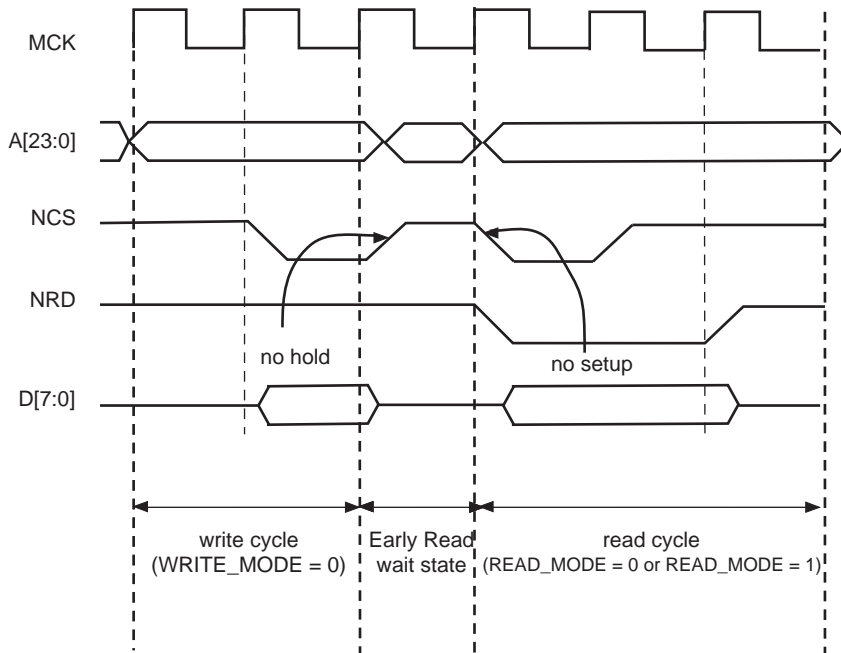 MCK
A[23:0]
NCS
NRD
no hold
no setup
D[7:0]
write cycle
(WRITE_MODE = 0)
Early Read
wait state
read cycle
(READ_MODE = 0 or READ_MODE = 1)